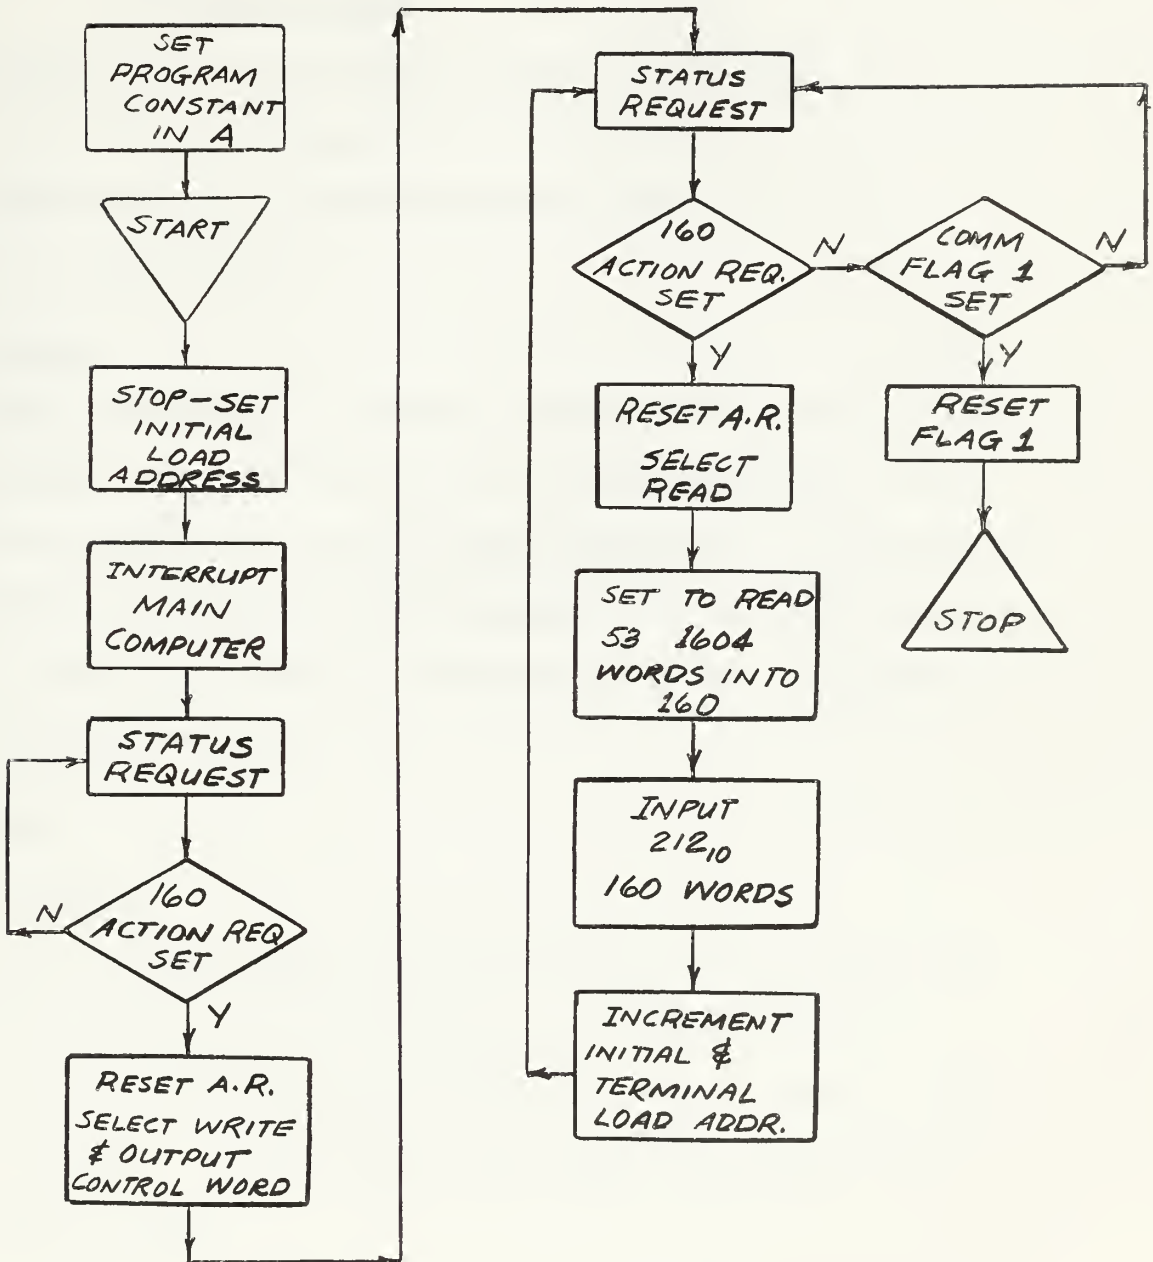 SET
PROGRAM
CONSTANT
IN A
START
STOP-SET
INITIAL
LOAD
ADDRESS
INTERRUPT
MAIN
COMPUTER
STATUS
REQUEST
160
ACTION REQ
SET
N
Y
RESET A.R.
SELECT WRITE
& OUTPUT
CONTROL WORD
STATUS
REQUEST
160
ACTION REQ.
SET
N
Y
COMM
FLAG 1
SET
N
Y
RESET
FLAG 1
STOP
RESET A.R.
SELECT
READ
SET TO READ
53 1604
WORDS INTO
160
INPUT
212₁₀
160 WORDS
INCREMENT
INITIAL &
TERMINAL
LOAD ADDR.